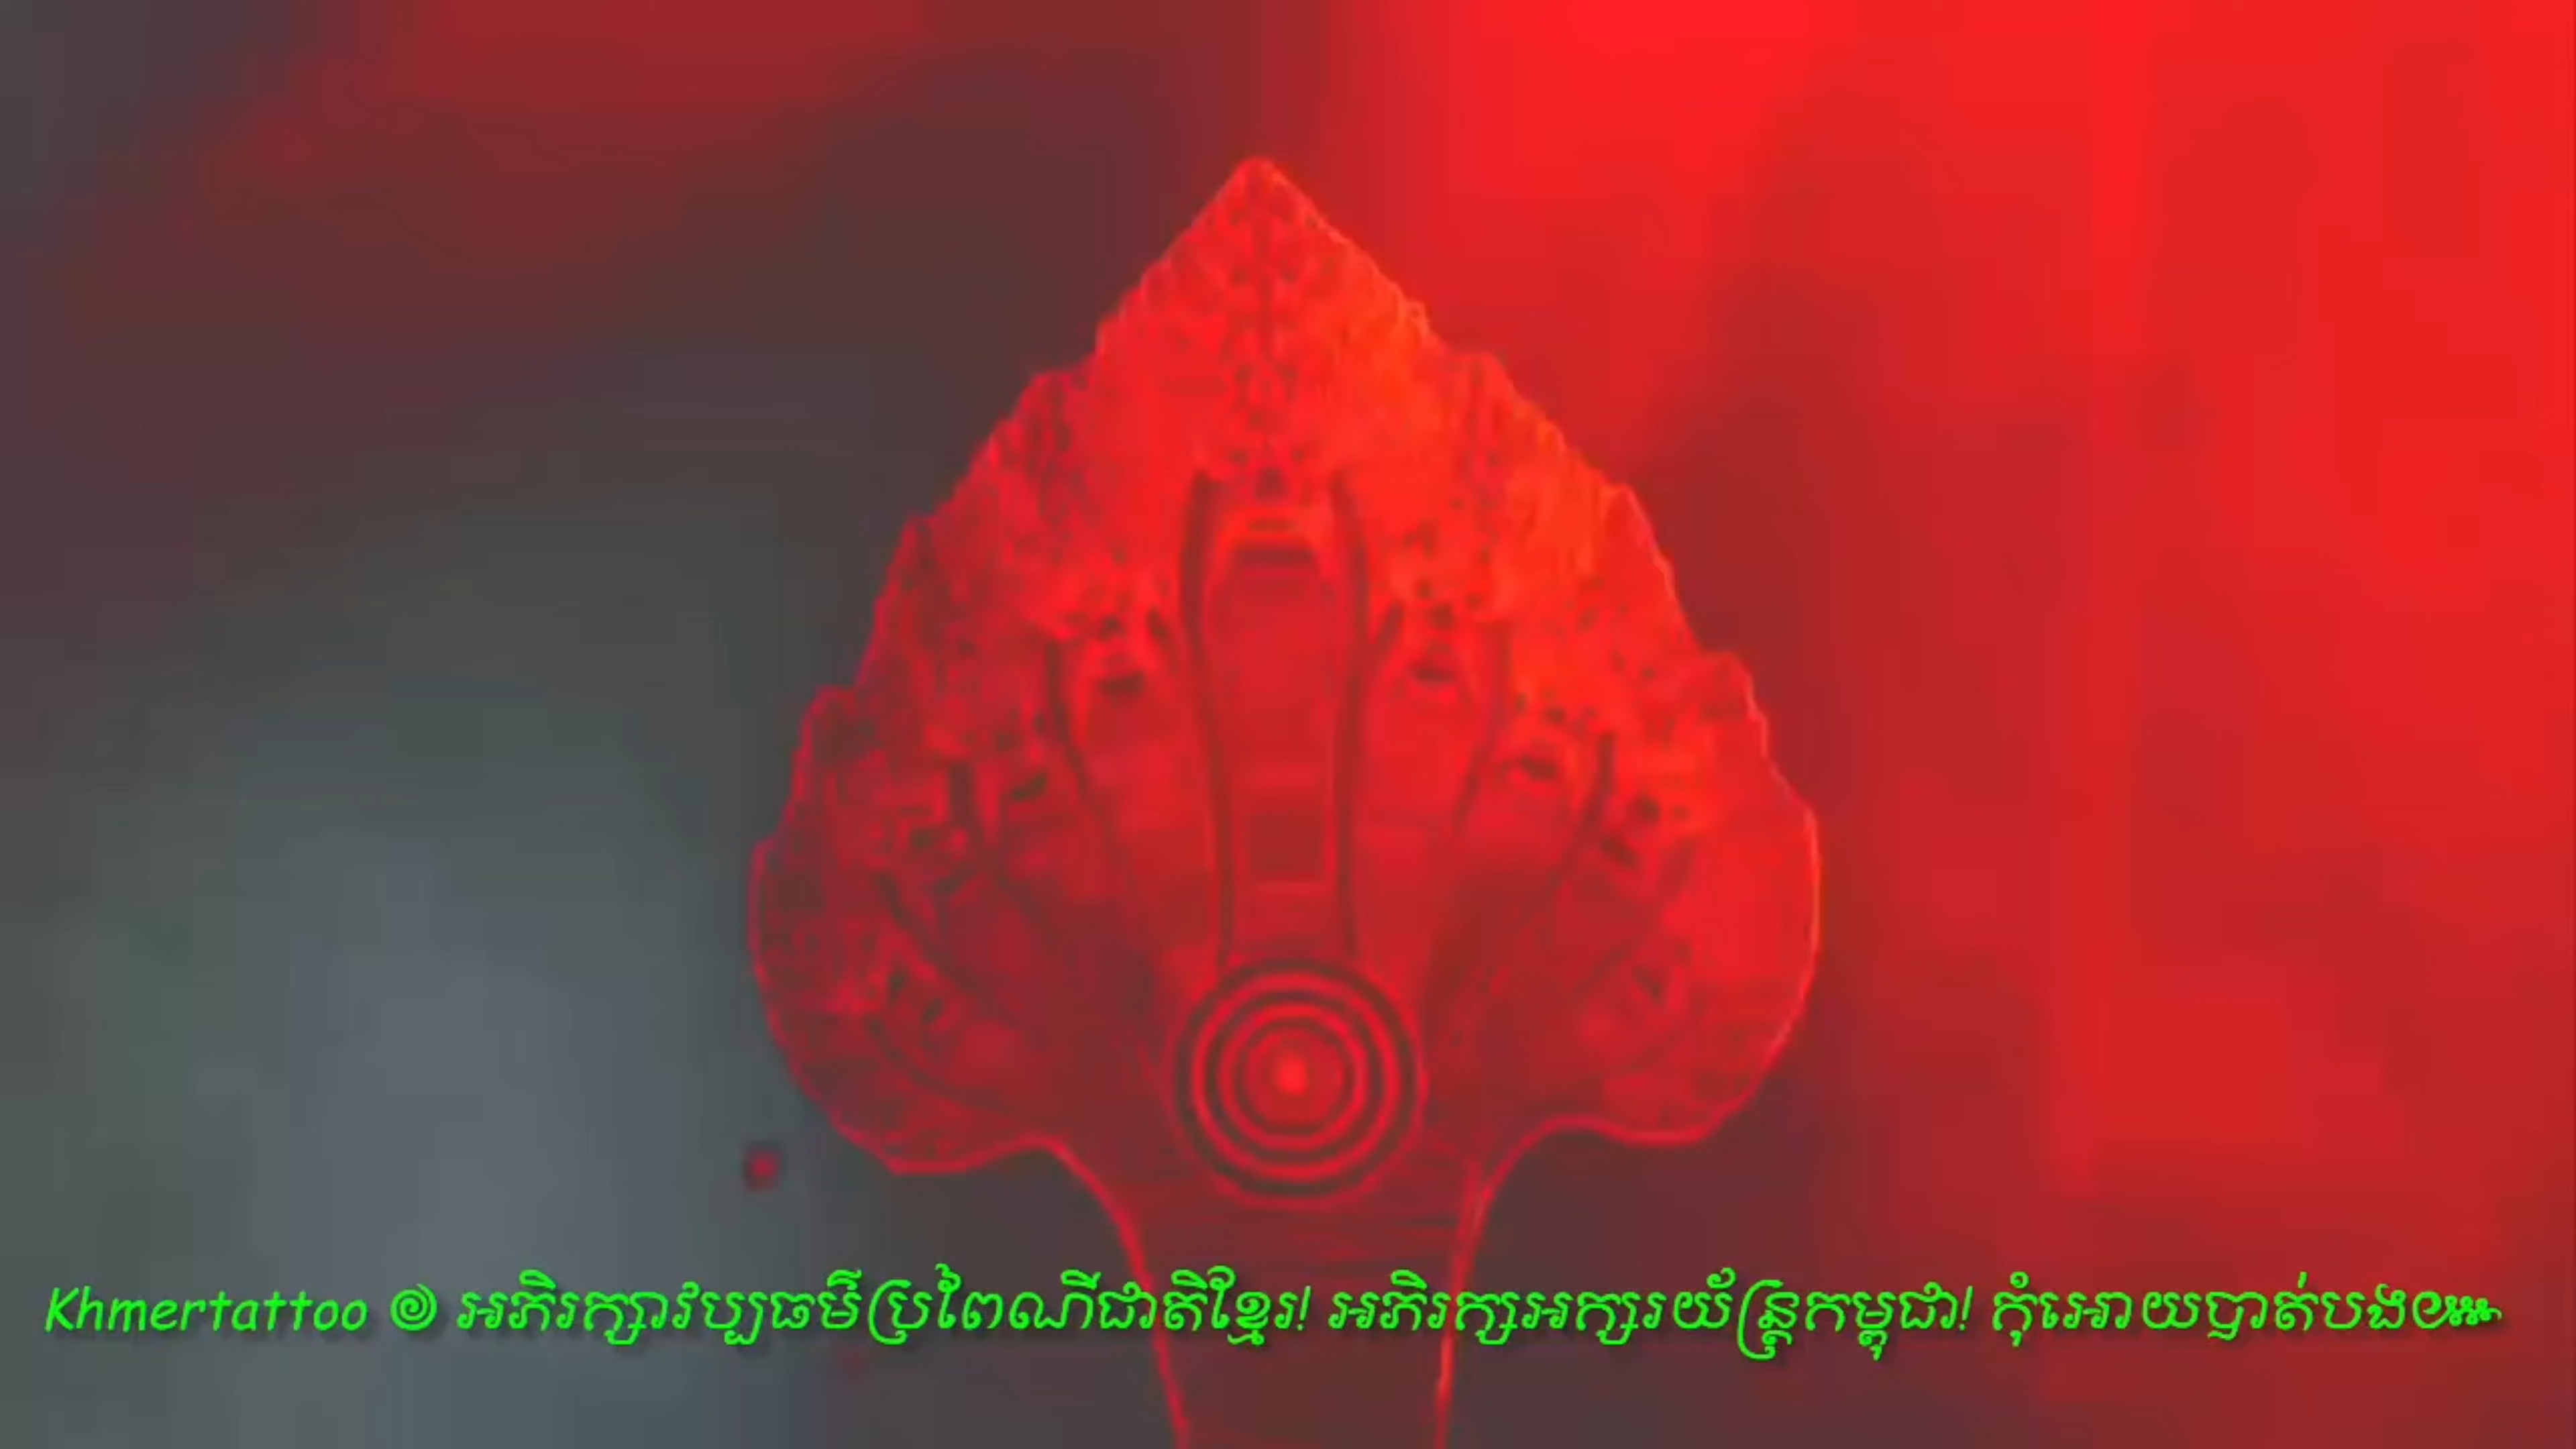 Khmertattoo ๏ អភិរក្សាវប្បធម៌ប្រពៃណីជាតិខ្មែរ! អភិរក្សអក្សរយ័ន្ត្រកម្ពុជា! កុំអោយបាត់បង់៚